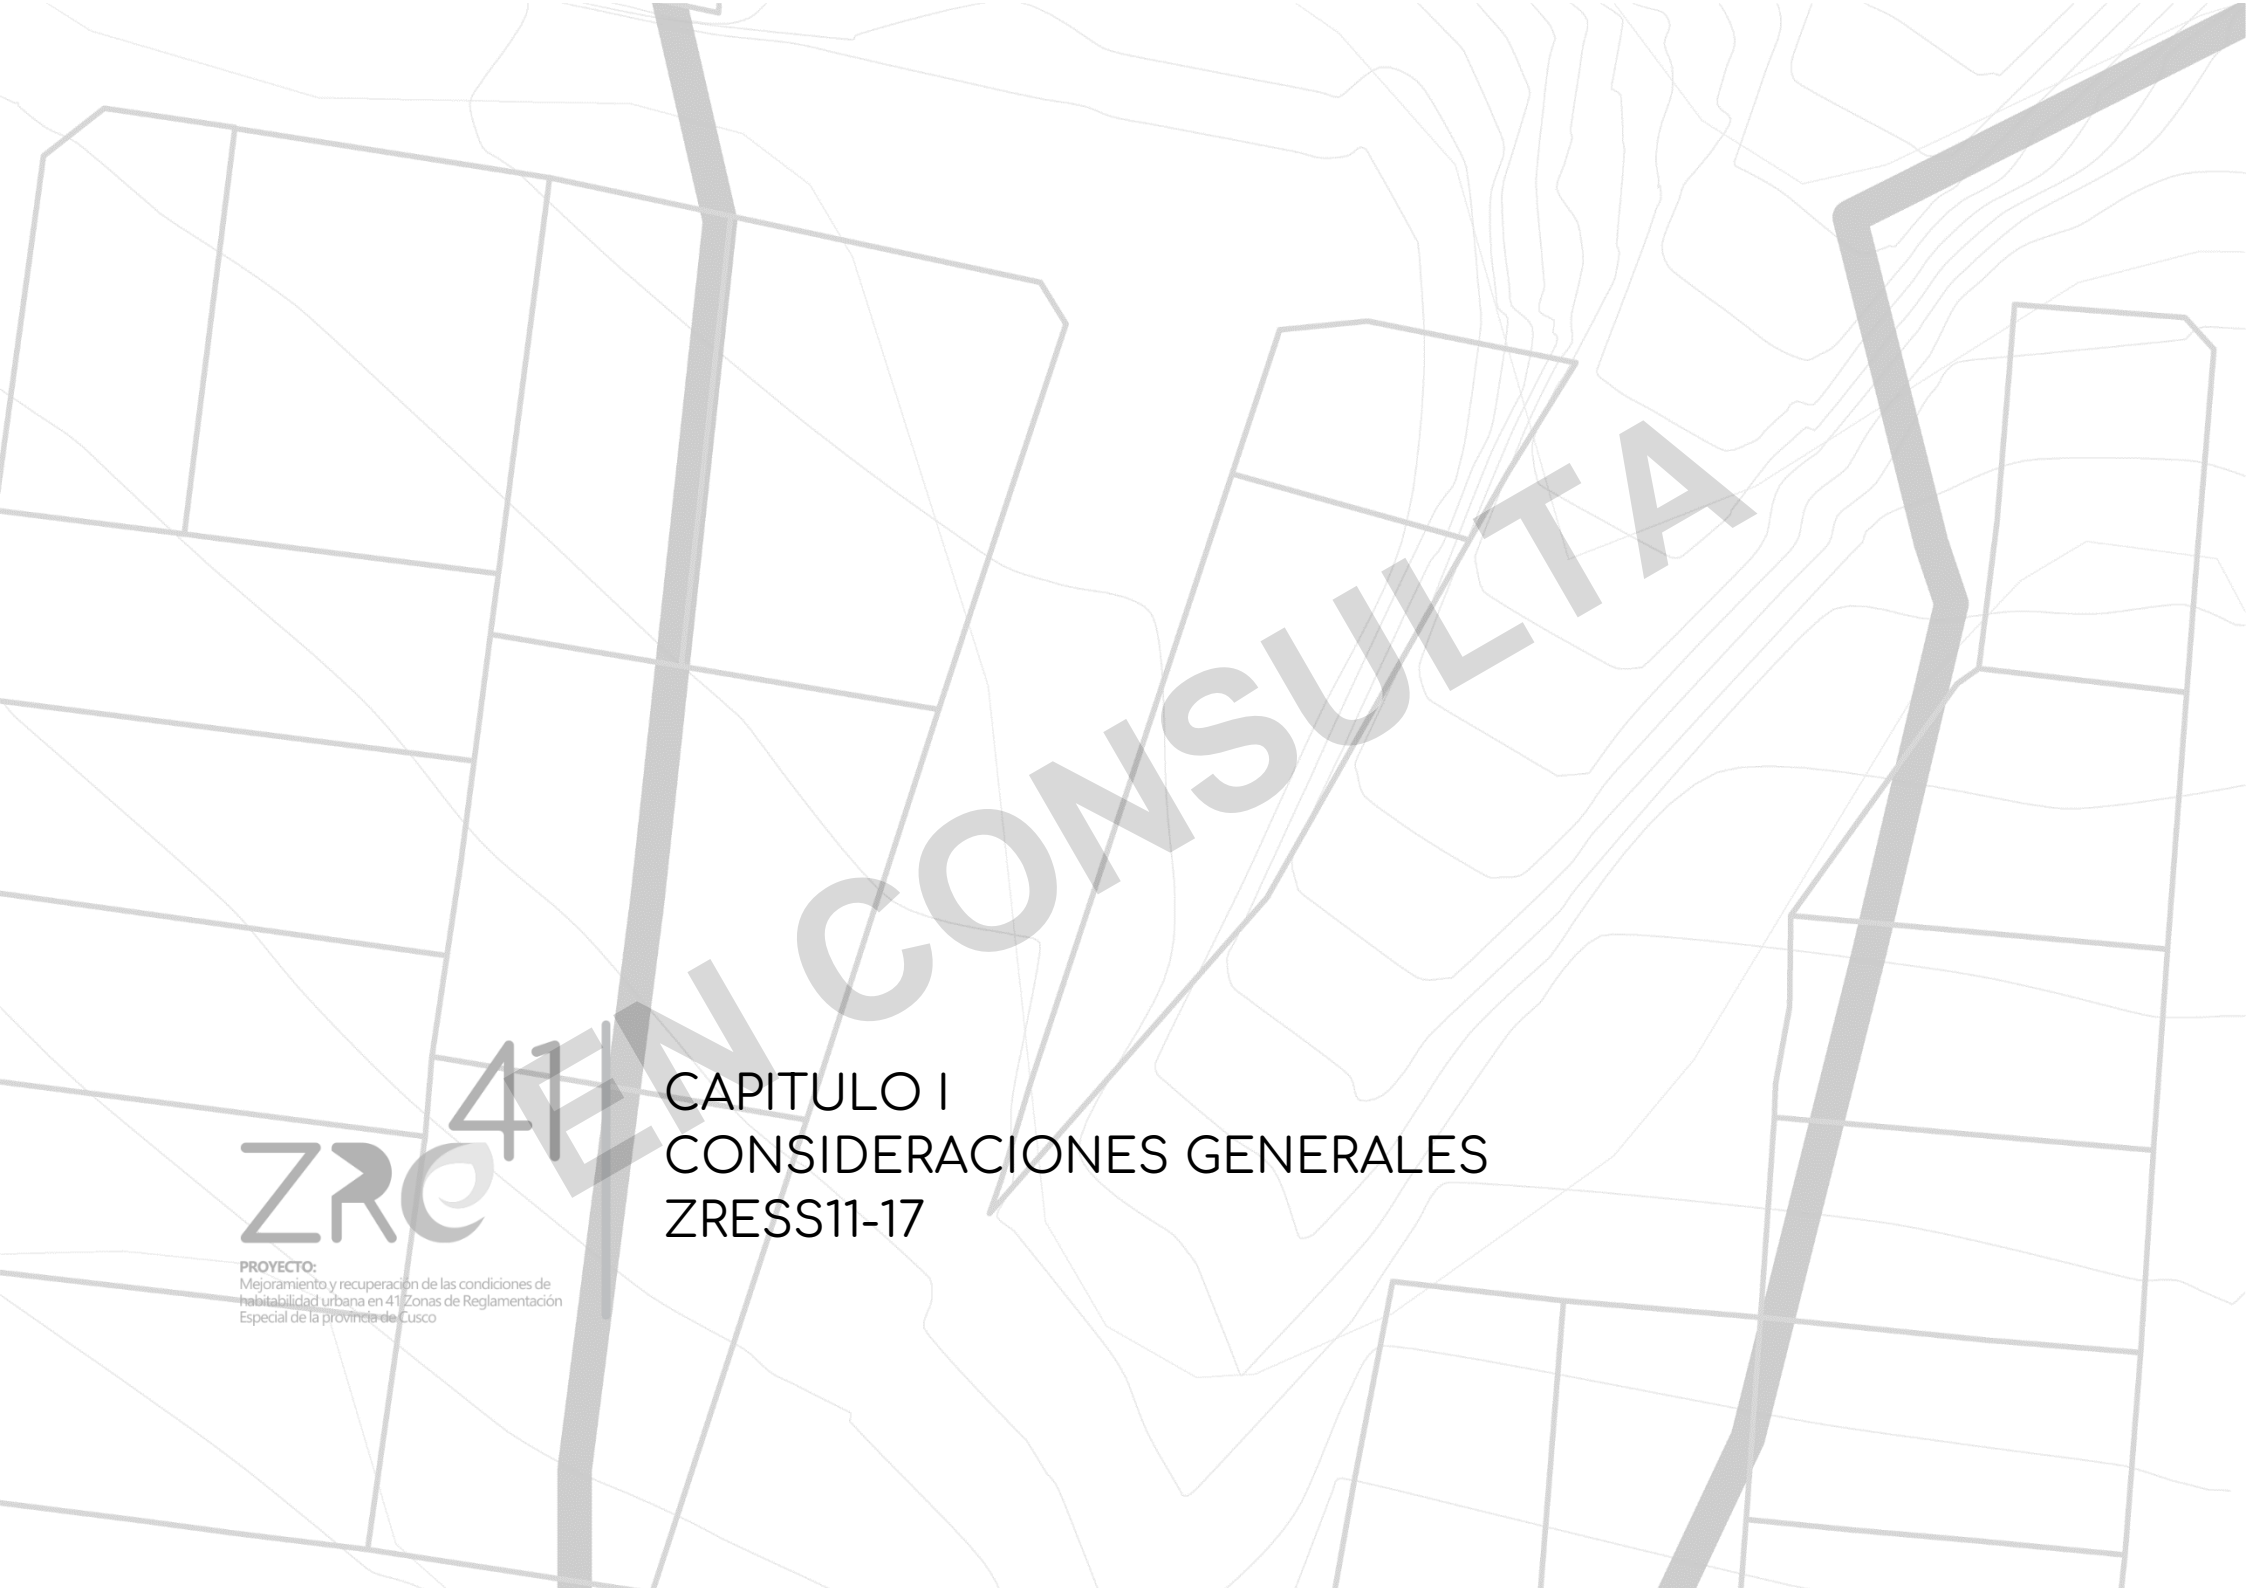 EN CONSULTA
41
ZRE
CAPITULO I
CONSIDERACIONES GENERALES
ZRESS11-17
PROYECTO:
Mejoramiento y recuperación de las condiciones de
habitabilidad urbana en 41 Zonas de Reglamentación
Especial de la provincia de Cusco